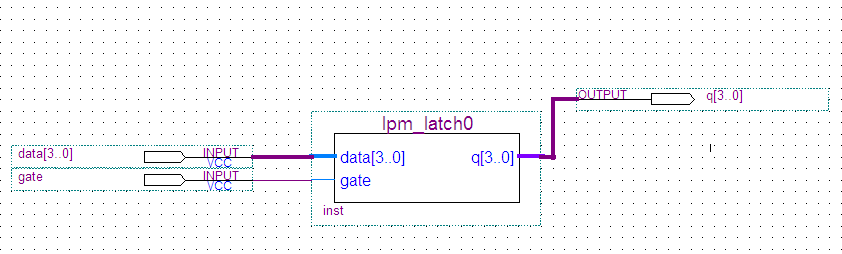 lpm_latch0
OUTPUT q[3..0]
data[3..0] INPUT
VCC
data[3..0] q[3..0]
gate INPUT
VCC
gate
inst